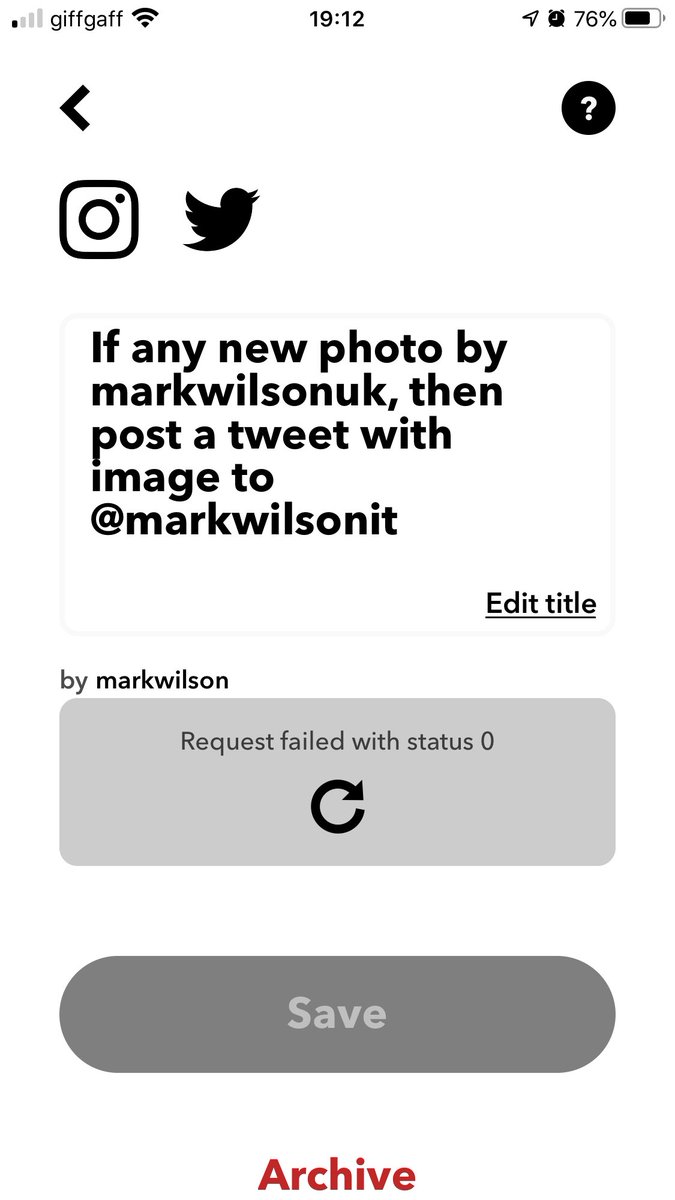 giffgaff 19:12 76%
?
If any new photo by
markwilsonuk, then
post a tweet with
image to
@markwilsonit
Edit title
by markwilson
Request failed with status 0
Save
Archive